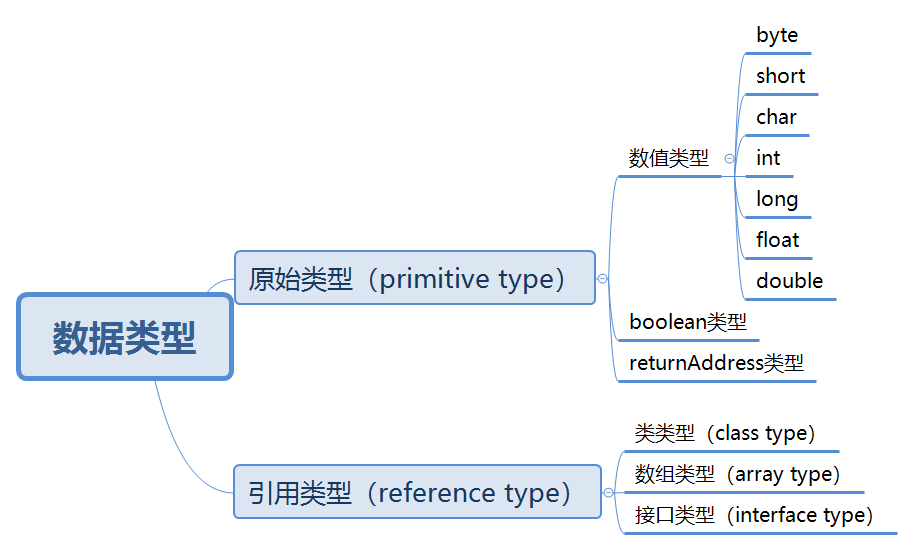 数据类型
原始类型（primitive type）
数值类型
byte
short
char
int
long
float
double
boolean类型
returnAddress类型
引用类型（reference type）
类类型（class type）
数组类型（array type）
接口类型（interface type）